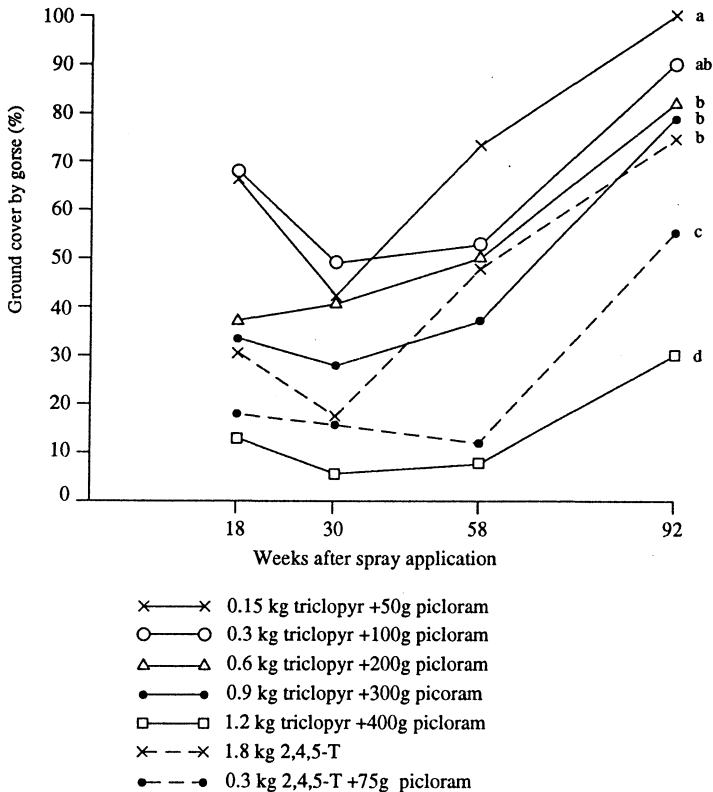 100
90
80
70
60
50
40
30
20
10
0
Ground cover by gorse (%)
a
ab
b
b
b
c
d
18 30 58 92
Weeks after spray application
0.15 kg triclopyr +50g picloram
0.3 kg triclopyr +100g picloram
0.6 kg triclopyr +200g picloram
0.9 kg triclopyr +300g picoram
1.2 kg triclopyr +400g picloram
1.8 kg 2,4,5-T
0.3 kg 2,4,5-T +75g picloram